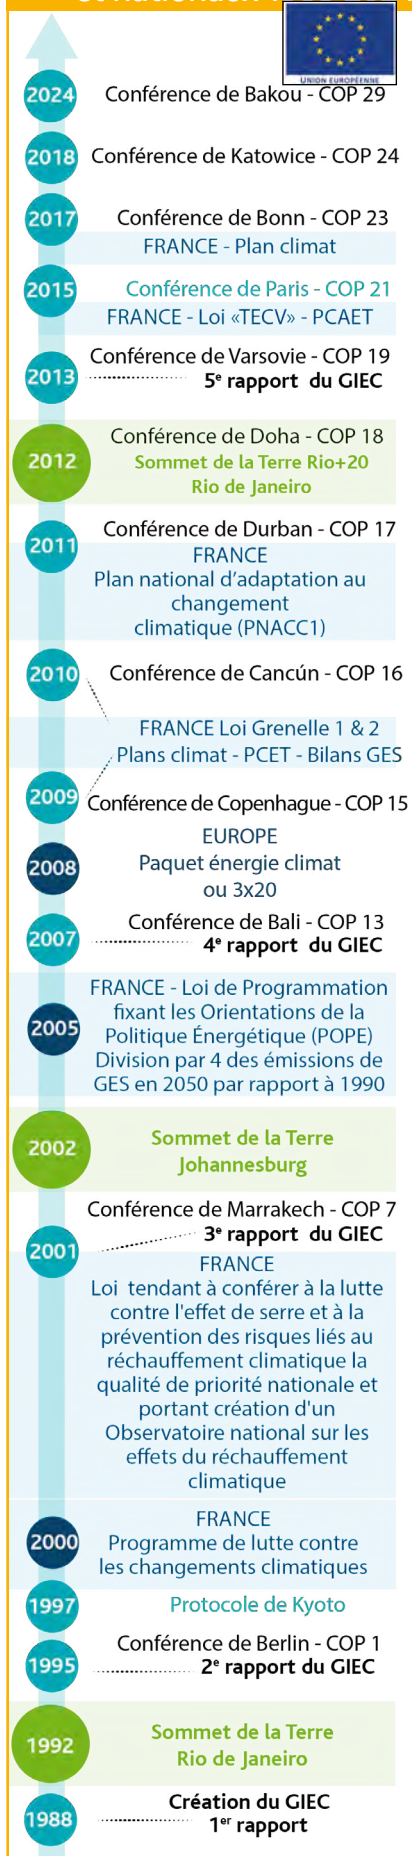 UNION EUROPÉENNE
2024
Conférence de Bakou - COP 29
2018
Conférence de Katowice - COP 24
2017
Conférence de Bonn - COP 23
FRANCE - Plan climat
2015
Conférence de Paris - COP 21
FRANCE - Loi «TECV» - PCAET
2013
Conférence de Varsovie - COP 19
5e rapport du GIEC
2012
Conférence de Doha - COP 18
Sommet de la Terre Rio+20
Rio de Janeiro
2011
Conférence de Durban - COP 17
FRANCE
Plan national d’adaptation au
changement
climatique (PNACC1)
2010
Conférence de Cancún - COP 16
FRANCE Loi Grenelle 1 & 2
Plans climat - PCET - Bilans GES
2009
Conférence de Copenhague - COP 15
2008
EUROPE
Paquet énergie climat
ou 3x20
2007
Conférence de Bali - COP 13
4e rapport du GIEC
2005
FRANCE - Loi de Programmation
fixant les Orientations de la
Politique Énergétique (POPE)
Division par 4 des émissions de
GES en 2050 par rapport à 1990
2002
Sommet de la Terre
Johannesburg
2001
Conférence de Marrakech - COP 7
3e rapport du GIEC
FRANCE
Loi tendant à conférer à la lutte
contre l'effet de serre et à la
prévention des risques liés au
réchauffement climatique la
qualité de priorité nationale et
portant création d'un
Observatoire national sur les
effets du réchauffement
climatique
2000
FRANCE
Programme de lutte contre
les changements climatiques
1997
Protocole de Kyoto
1995
Conférence de Berlin - COP 1
2e rapport du GIEC
1992
Sommet de la Terre
Rio de Janeiro
1988
Création du GIEC
1er rapport